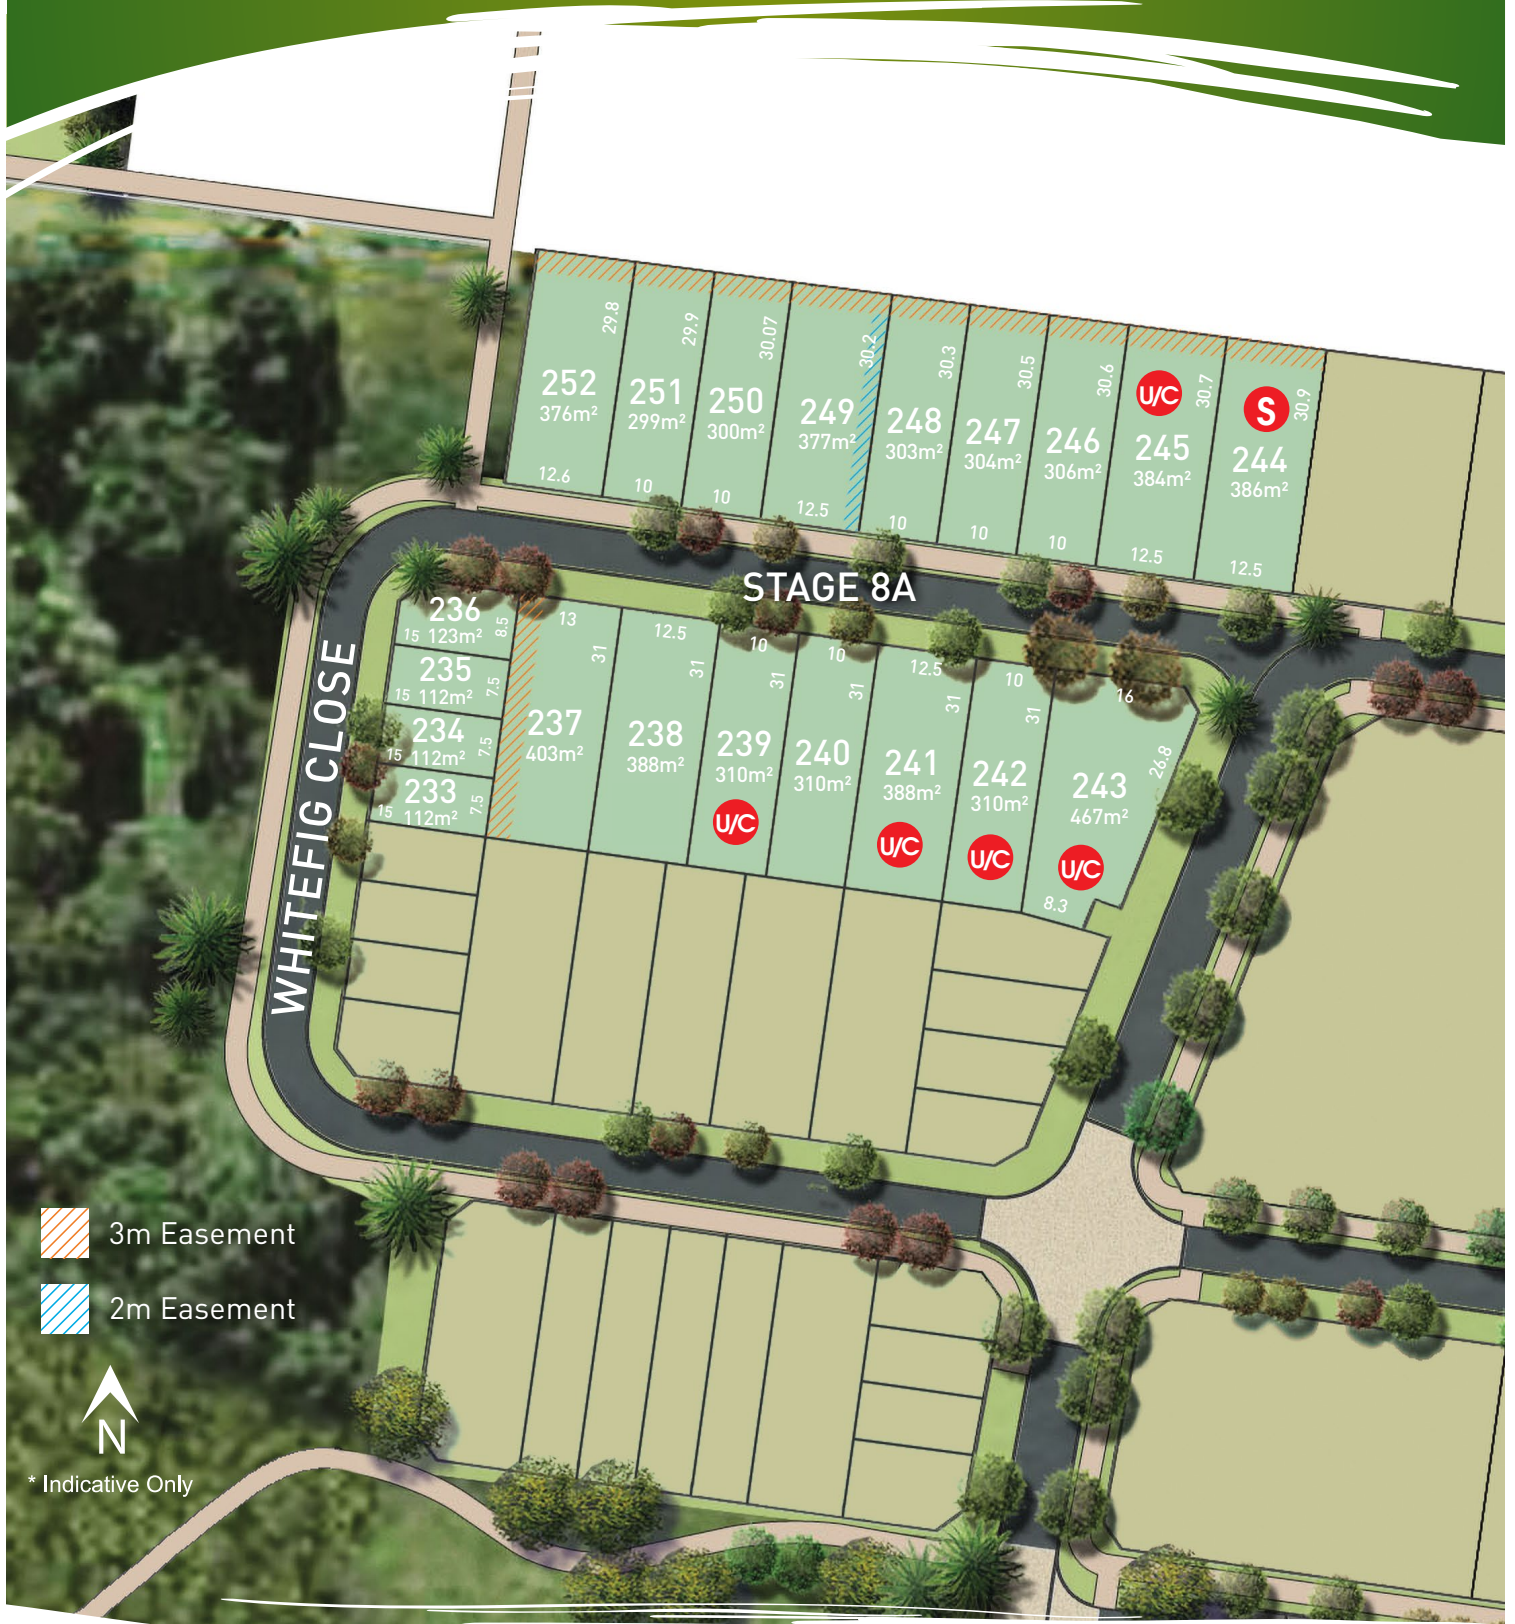 252
376m²
29.8
12.6
251
299m²
29.9
10
250
300m²
30.07
10
249
377m²
30.2
12.5
248
303m²
30.3
10
247
304m²
30.5
10
246
306m²
30.6
10
U/C
245
384m²
30.7
12.5
S
244
386m²
30.9
12.5
STAGE 8A
WHITEFIG CLOSE
236
15 123m²
8.5
235
15 112m²
7.5
234
15 112m²
7.5
233
15 112m²
7.5
13
31
237
403m²
12.5
31
238
388m²
10
31
239
310m²
U/C
10
31
240
310m²
12.5
31
241
388m²
U/C
10
31
242
310m²
U/C
16
26.8
243
467m²
U/C
8.3
3m Easement
2m Easement
N
* Indicative Only